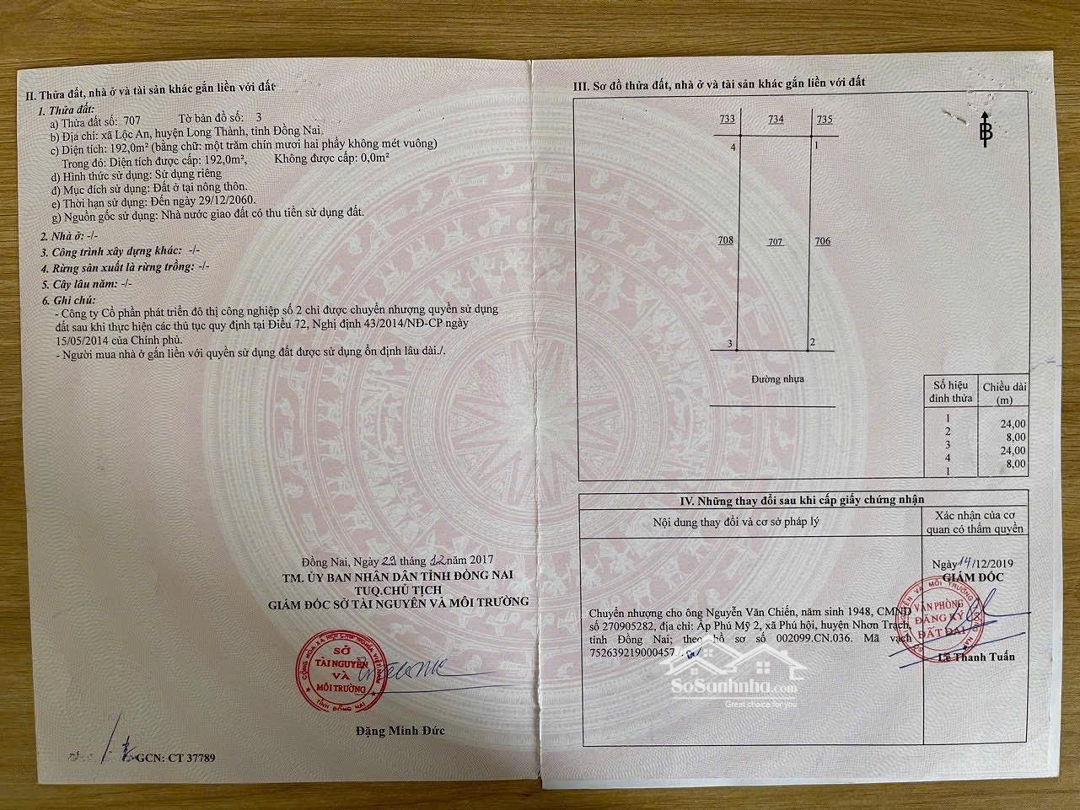 II. Thửa đất, nhà ở và tài sản khác gắn liền với đất
1. Thửa đất:
a) Thửa đất số: 707 Tờ bản đồ số: 3
b) Địa chỉ: xã Lộc An, huyện Long Thành, tỉnh Đồng Nai.
c) Diện tích: 192,0m² (bằng chữ: một trăm chín mươi hai phẩy không mét vuông)
Trong đó: Diện tích được cấp: 192,0m², Không được cấp: 0,0m²
d) Hình thức sử dụng: Sử dụng riêng
đ) Mục đích sử dụng: Đất ở tại nông thôn.
e) Thời hạn sử dụng: Đến ngày 29/12/2060.
g) Nguồn gốc sử dụng: Nhà nước giao đất có thu tiền sử dụng đất.
2. Nhà ở: -/-
3. Công trình xây dựng khác: -/-
4. Rừng sản xuất là rừng trồng: -/-
5. Cây lâu năm: -/-
6. Ghi chú:
- Công ty Cổ phần phát triển đô thị công nghiệp số 2 chỉ được chuyển nhượng quyền sử dụng
đất sau khi thực hiện các thủ tục quy định tại Điều 72, Nghị định 43/2014/NĐ-CP ngày
15/05/2014 của Chính phủ.
- Người mua nhà ở gắn liền với quyền sử dụng đất được sử dụng ổn định lâu dài./.
Đồng Nai, Ngày 29 tháng 12 năm 2017
TM. ỦY BAN NHÂN DÂN TỈNH ĐỒNG NAI
TUQ.CHỦ TỊCH
GIÁM ĐỐC SỞ TÀI NGUYÊN VÀ MÔI TRƯỜNG
SỞ
TÀI NGUYÊN
VÀ
MÔI TRƯỜNG
TỈNH ĐỒNG NAI
Đặng Minh Đức
GCN: CT 37789
III. Sơ đồ thửa đất, nhà ở và tài sản khác gắn liền với đất
733 734 735
4 1
B
708 707 706
3 2
Đường nhựa
Số hiệu đỉnh thửa
Chiều dài (m)
1
24,00
2
8,00
3
24,00
4
8,00
1
IV. Những thay đổi sau khi cấp giấy chứng nhận
Nội dung thay đổi và cơ sở pháp lý
Xác nhận của cơ
quan có thẩm quyền
Chuyển nhượng cho ông Nguyễn Văn Chiến, năm sinh 1948, CMND
số 270905282, địa chỉ: Ấp Phú Mỹ 2, xã Phú hội, huyện Nhơn Trạch,
tỉnh Đồng Nai; theo hồ sơ số 002099.CN.036. Mã vạch
752639219000457
Ngày 14/12/2019
GIÁM ĐỐC
VĂN PHÒNG
ĐĂNG KÝ
ĐẤT ĐAI
Lê Thanh Tuấn
SoSanhnha.com
Great choice for you